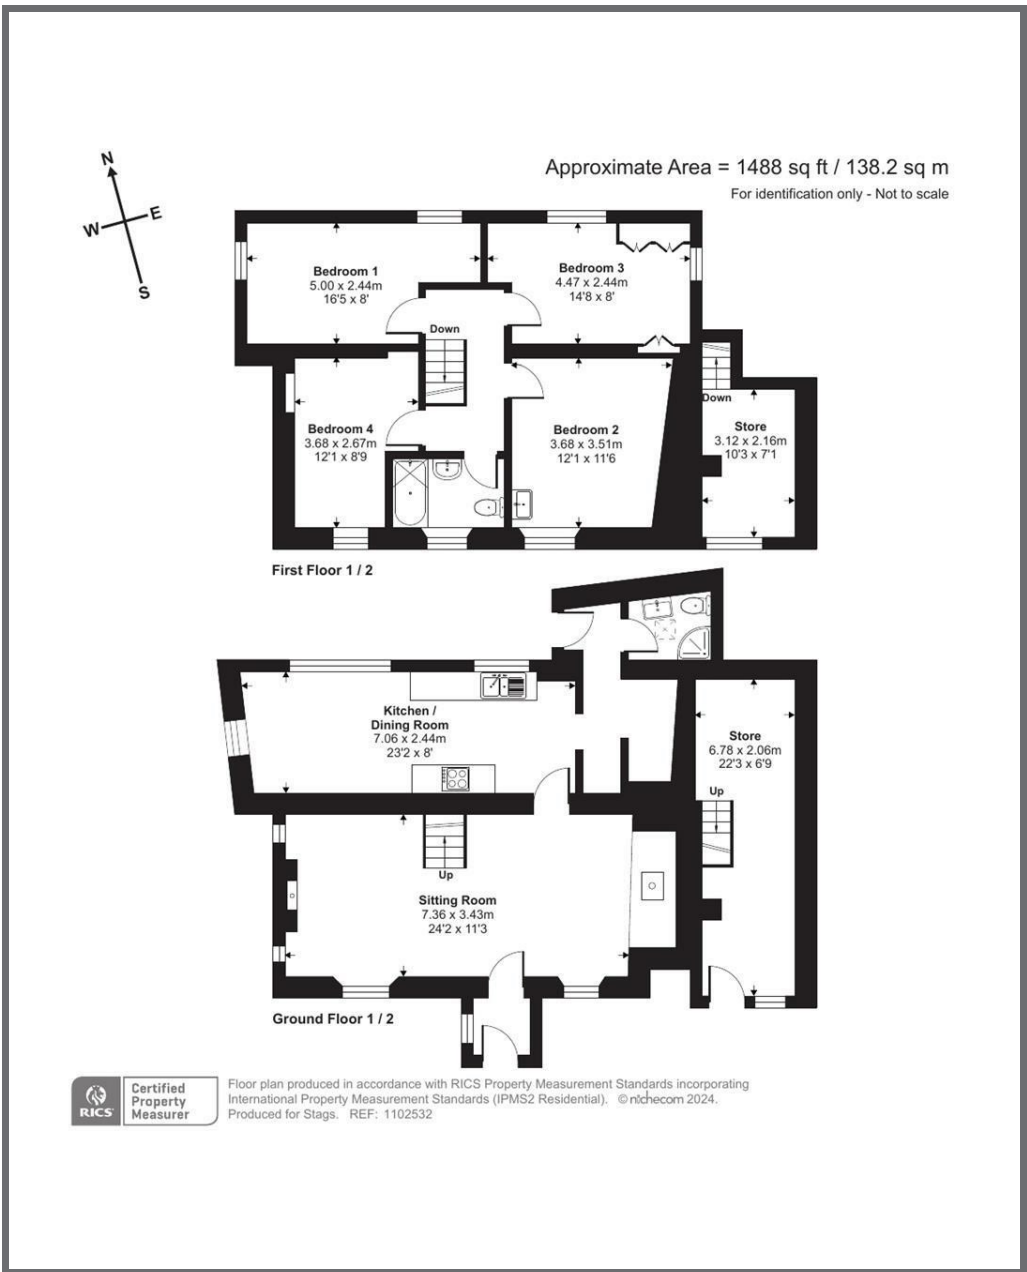 N
E
W
S
Approximate Area = 1488 sq ft / 138.2 sq m
For identification only - Not to scale
Bedroom 1
5.00 x 2.44m
16'5 x 8'
Bedroom 3
4.47 x 2.44m
14'8 x 8'
Down
Down
Bedroom 4
3.68 x 2.67m
12'1 x 8'9
Bedroom 2
3.68 x 3.51m
12'1 x 11'6
Store
3.12 x 2.16m
10'3 x 7'1
First Floor 1 / 2
Kitchen /
Dining Room
7.06 x 2.44m
23'2 x 8'
Store
6.78 x 2.06m
22'3 x 6'9
Up
Up
Sitting Room
7.36 x 3.43m
24'2 x 11'3
Ground Floor 1 / 2
RICS
Certified
Property
Measurer
Floor plan produced in accordance with RICS Property Measurement Standards incorporating
International Property Measurement Standards (IPMS2 Residential). © nichecom 2024.
Produced for Stags. REF: 1102532